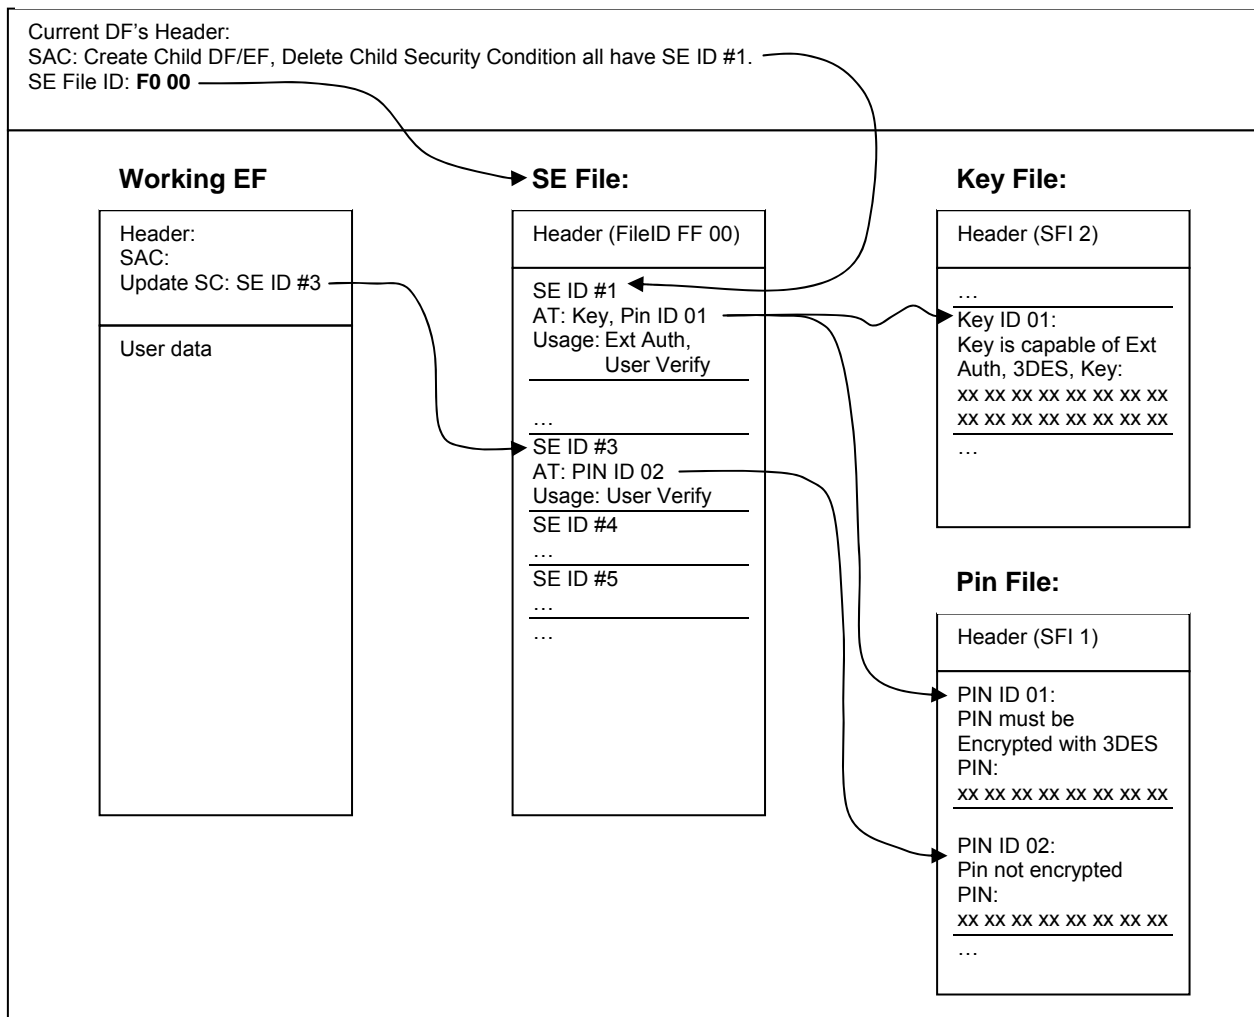 Current DF's Header:
SAC: Create Child DF/EF, Delete Child Security Condition all have SE ID #1.
SE File ID: F0 00
Working EF
Header:
SAC:
Update SC: SE ID #3
User data
SE File:
Header (FileID FF 00)
SE ID #1
AT: Key, Pin ID 01
Usage: Ext Auth,
User Verify
…
SE ID #3
AT: PIN ID 02
Usage: User Verify
SE ID #4
…
SE ID #5
…
…
Key File:
Header (SFI 2)
…
Key ID 01:
Key is capable of Ext
Auth, 3DES, Key:
xx xx xx xx xx xx xx xx
xx xx xx xx xx xx xx xx
…
Pin File:
Header (SFI 1)
PIN ID 01:
PIN must be
Encrypted with 3DES
PIN:
xx xx xx xx xx xx xx xx
PIN ID 02:
Pin not encrypted
PIN:
xx xx xx xx xx xx xx xx
…